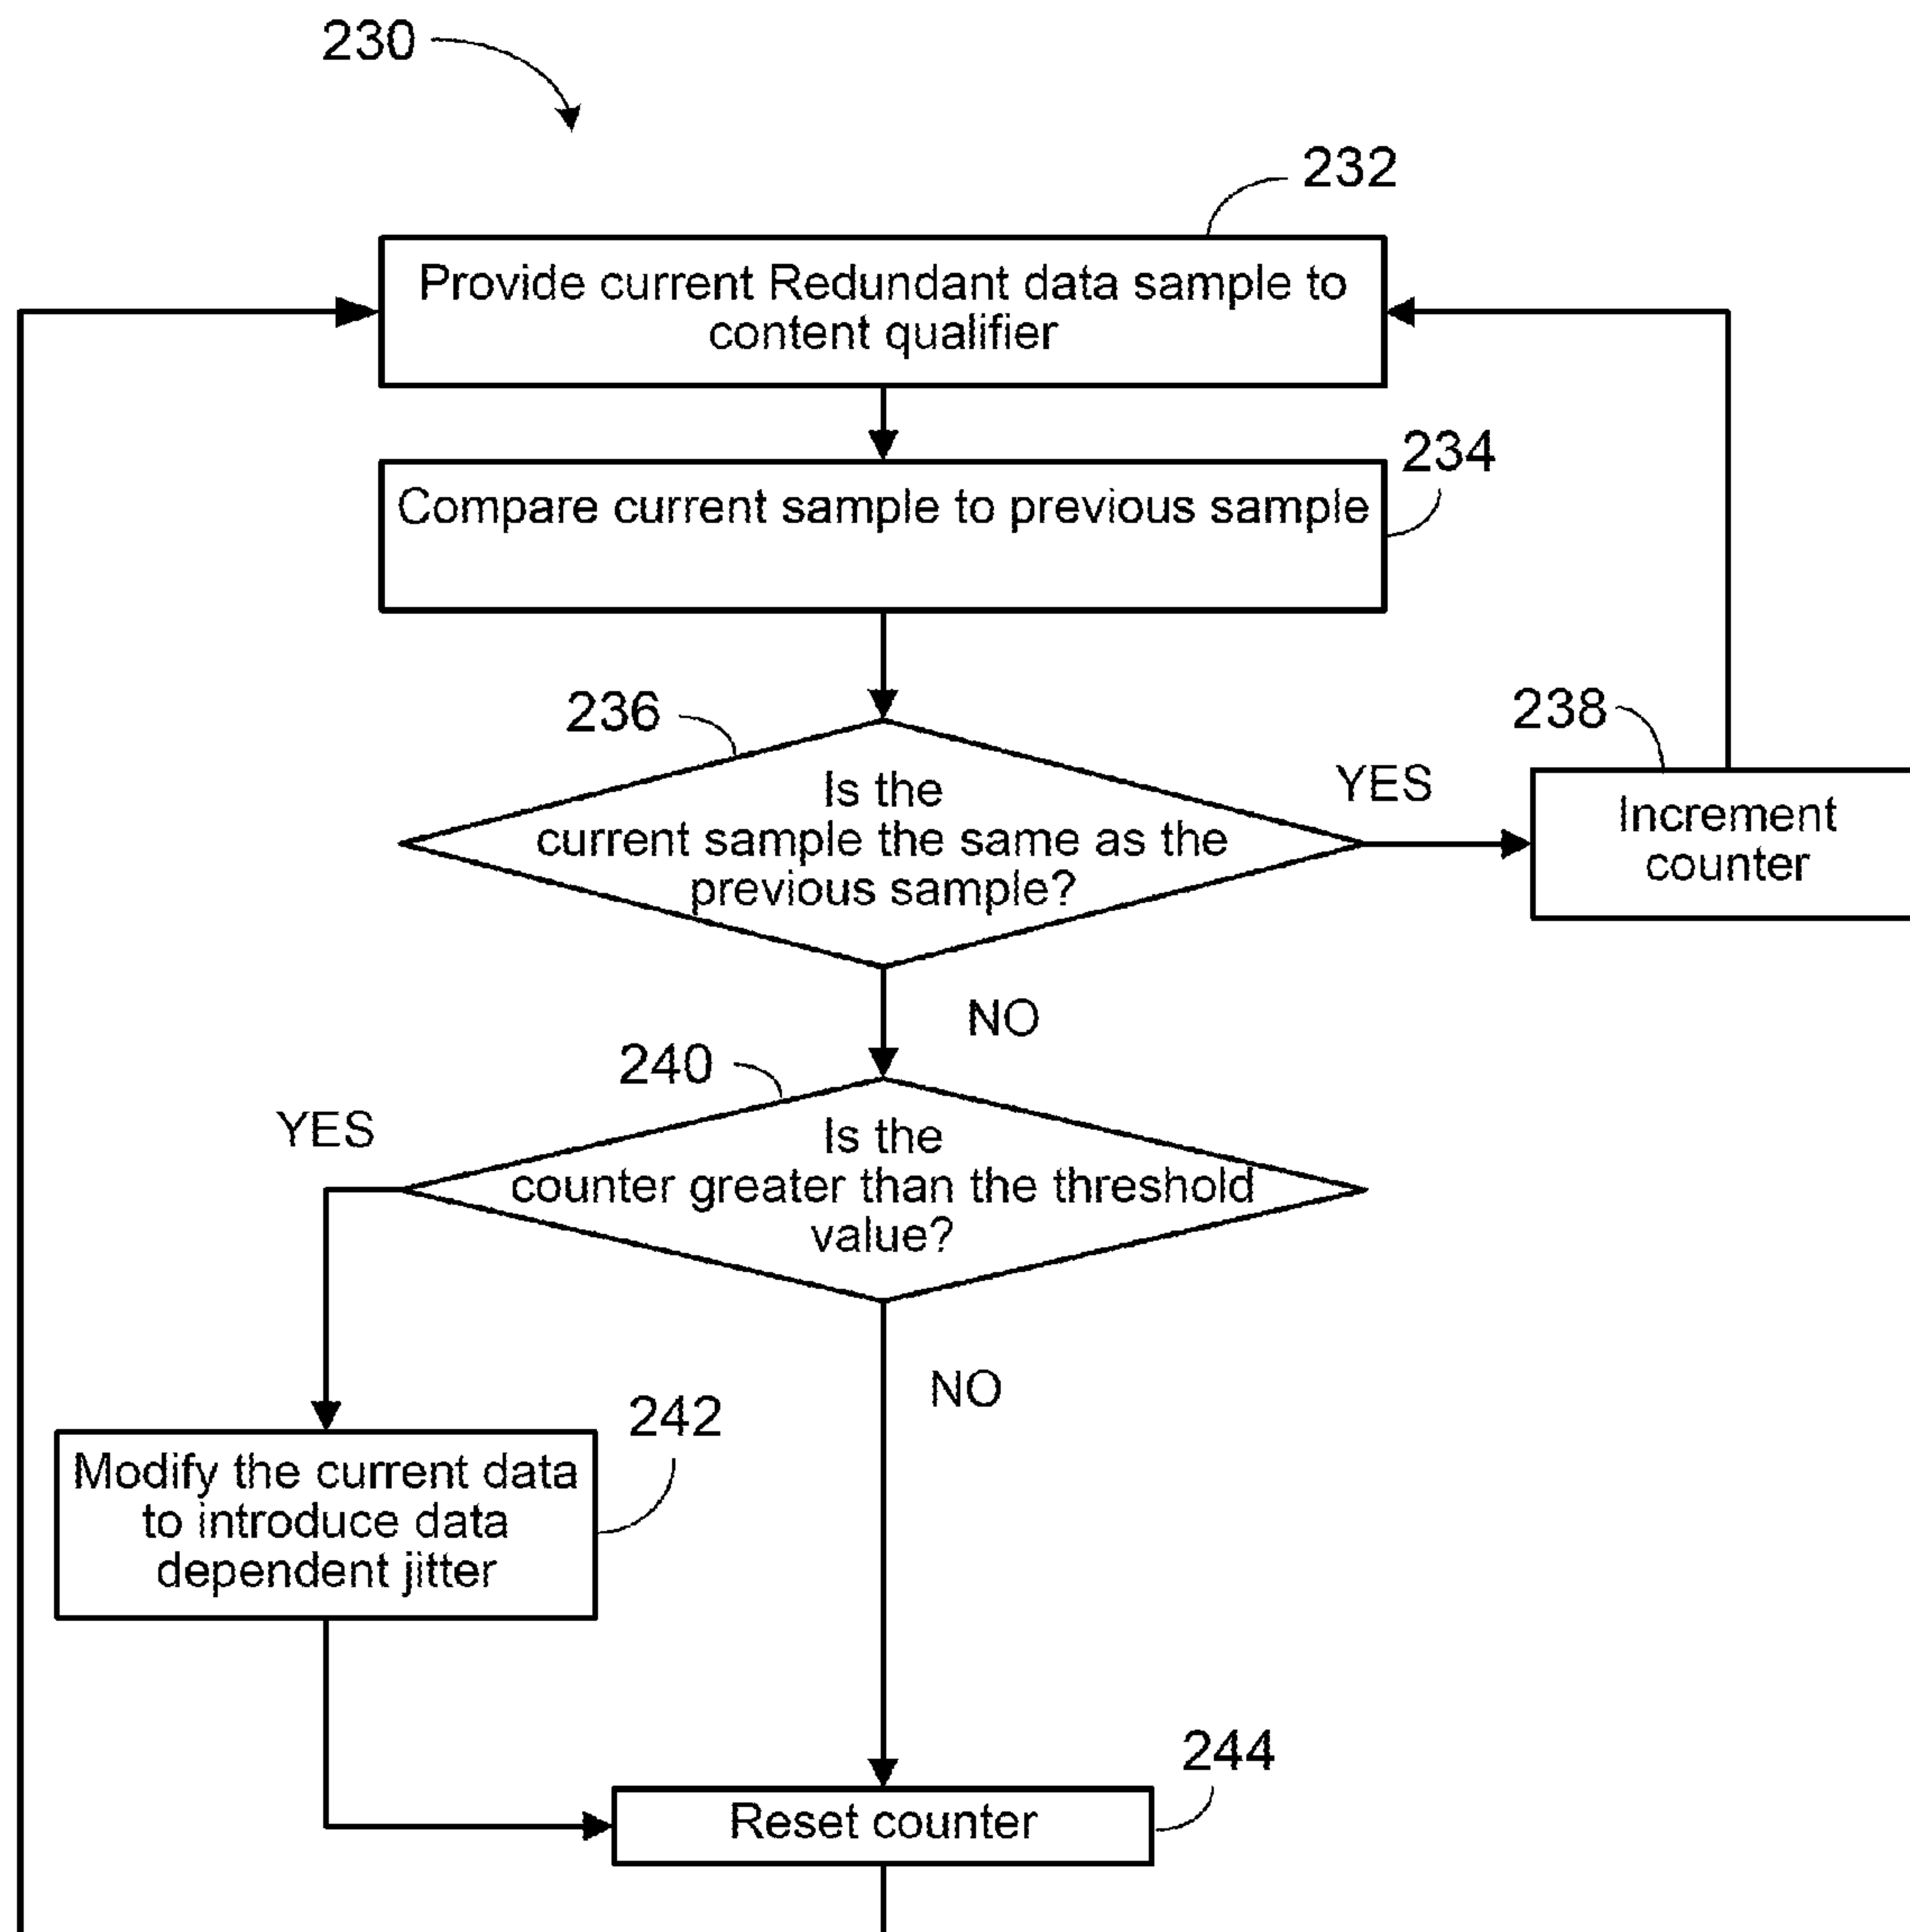 230
232
Provide current Redundant data sample to
content qualifier
234
Compare current sample to previous sample
236
238
Is the
current sample the same as the
previous sample?
YES
Increment
counter
NO
240
YES
Is the
counter greater than the threshold
value?
NO
242
Modify the current data
to introduce data
dependent jitter
244
Reset counter